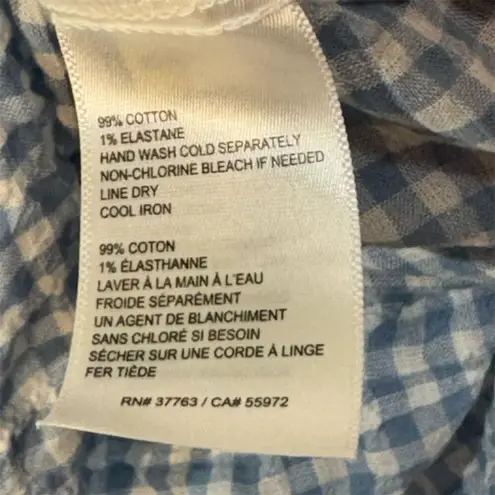 99% COTTON
1% ELASTANE
HAND WASH COLD SEPARATELY
NON-CHLORINE BLEACH IF NEEDED
LINE DRY
COOL IRON
99% COTON
1% ÉLASTHANNE
LAVER À LA MAIN À L'EAU
FROIDE SÉPARÉMENT
UN AGENT DE BLANCHIMENT
SANS CHLORÉ SI BESOIN
SÉCHER SUR UNE CORDE À LINGE
FER TIÈDE
RN# 37763 / CA# 55972